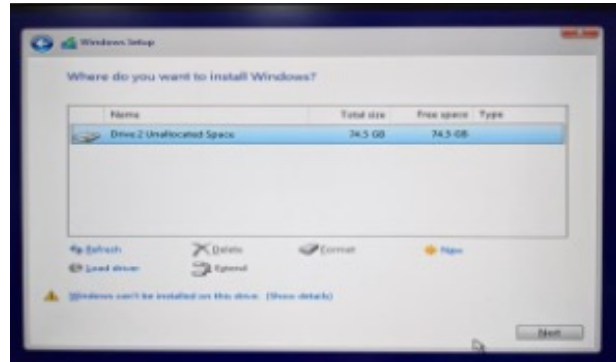 Windows Setup
Where do you want to install Windows?
Name Total size Free space Type
Drive 2 Unallocated Space 74.5 GB 74.5 GB
Refresh Delete Format New
Load driver Extend
Windows can't be installed on this drive. (Show details)
Next